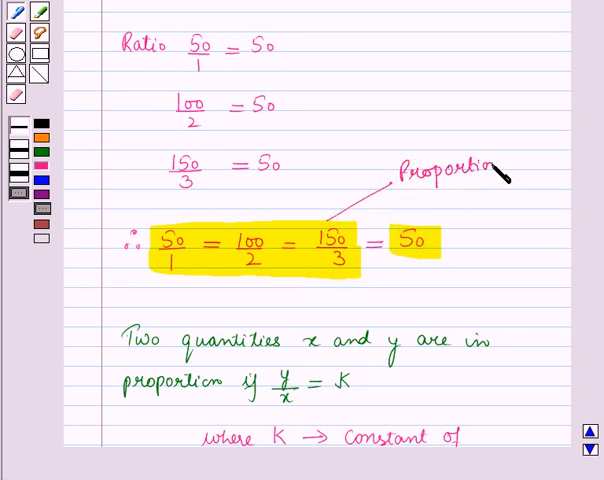 Ratio 50/1 = 50
100/2 = 50
150/3 = 50
Proportion
∴ 50/1 = 100/2 = 150/3 = 50
Two quantities x and y are in
proportion if y/x = K
where K → Constant of